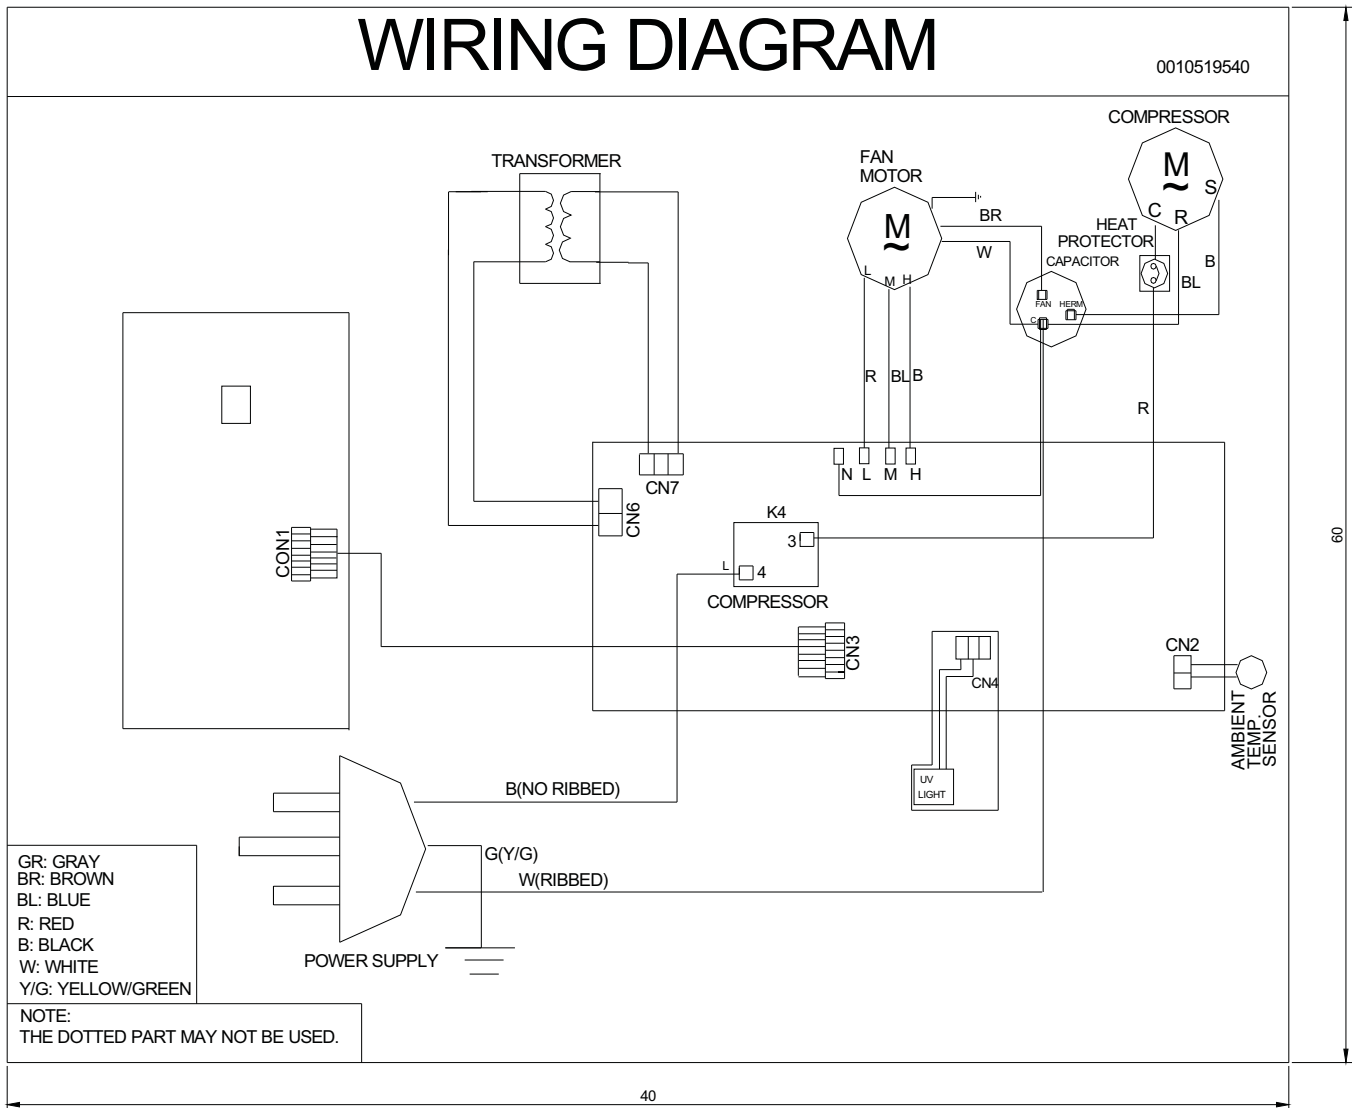 WIRING DIAGRAM
0010519540
COMPRESSOR
M
~
C
R
S
TRANSFORMER
FAN
MOTOR
M
~
L
M
H
BR
W
HEAT
PROTECTOR
CAPACITOR
FAN
HERM
C
BL
B
R
BL
B
R
N
L
M
H
CN7
CN6
K4
3
L
4
COMPRESSOR
CON1
CN3
CN4
CN2
UV
LIGHT
AMBIENT
TEMP.
SENSOR
B(NO RIBBED)
G(Y/G)
W(RIBBED)
POWER SUPPLY
GR: GRAY
BR: BROWN
BL: BLUE
R: RED
B: BLACK
W: WHITE
Y/G: YELLOW/GREEN
NOTE:
THE DOTTED PART MAY NOT BE USED.
60
40